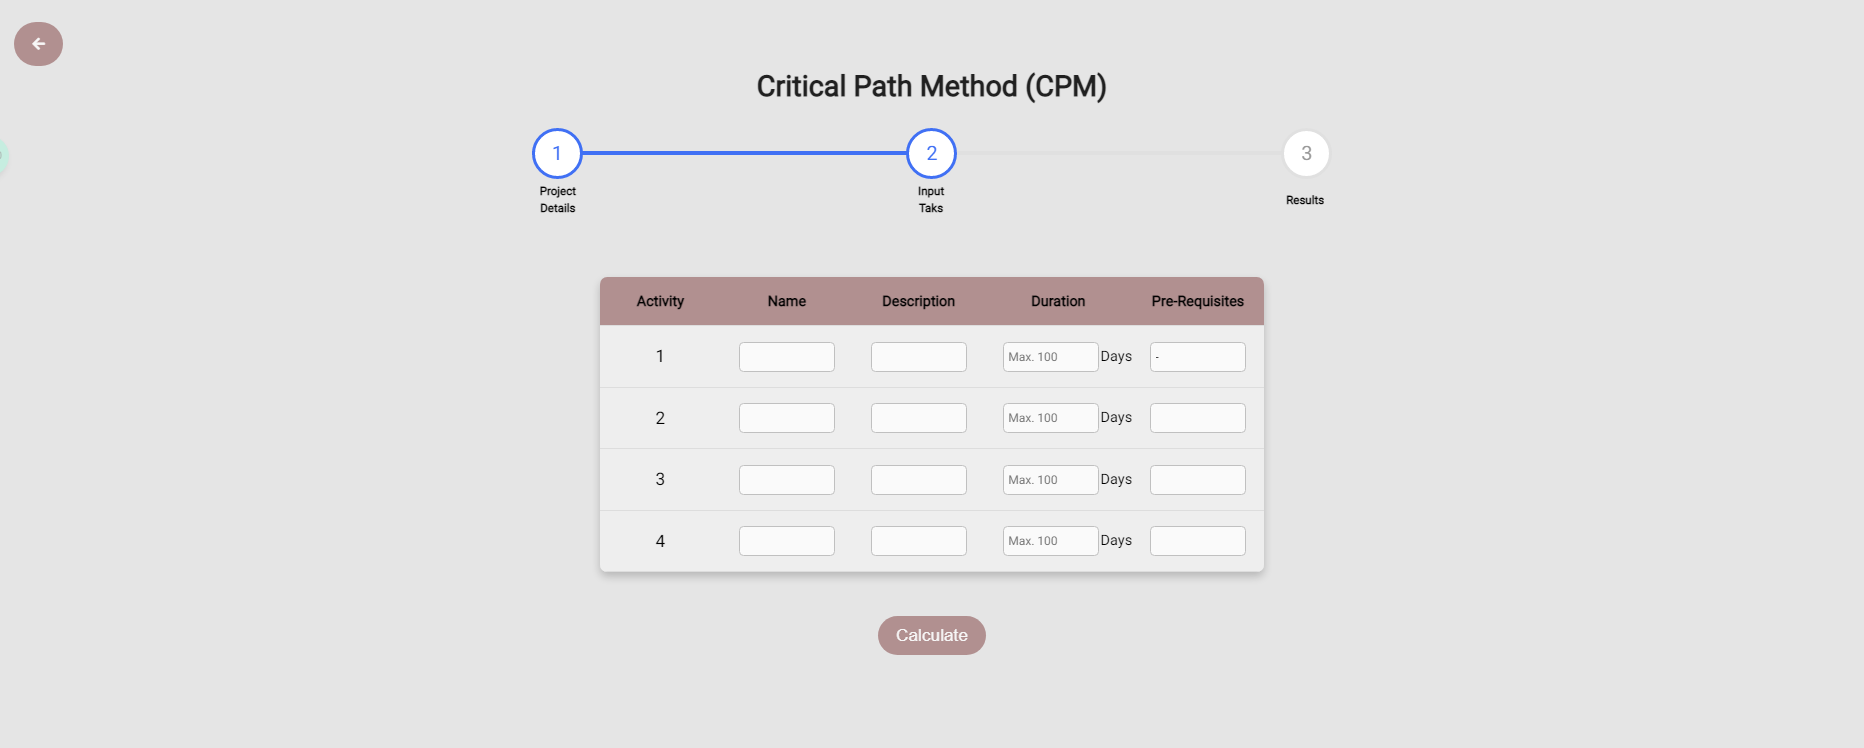 Critical Path Method (CPM)
1
2
3
Project
Details
Input
Taks
Results
Activity Name Description Duration Pre-Requisites
1 Max. 100 Days -
2 Max. 100 Days
3 Max. 100 Days
4 Max. 100 Days
Calculate